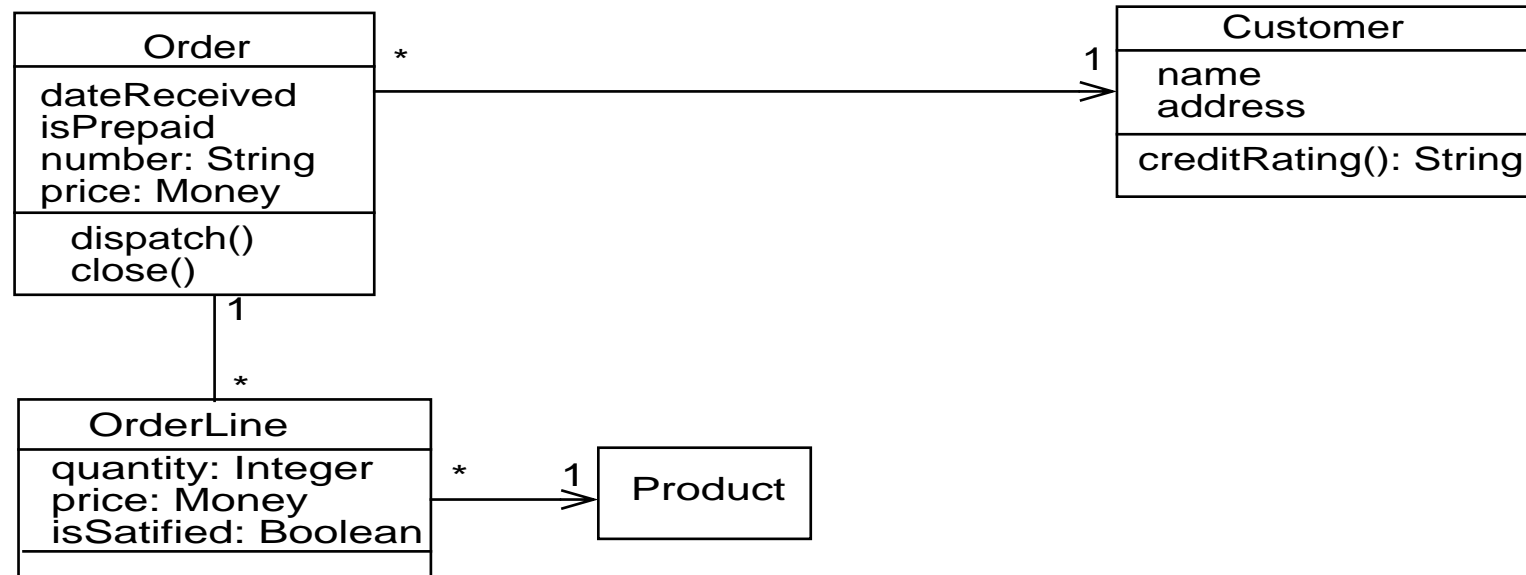 Order
dateReceived
isPrepaid
number: String
price: Money
dispatch()
close()
*
1
Customer
name
address
creditRating(): String
1
*
OrderLine
quantity: Integer
price: Money
isSatified: Boolean
*
1
Product